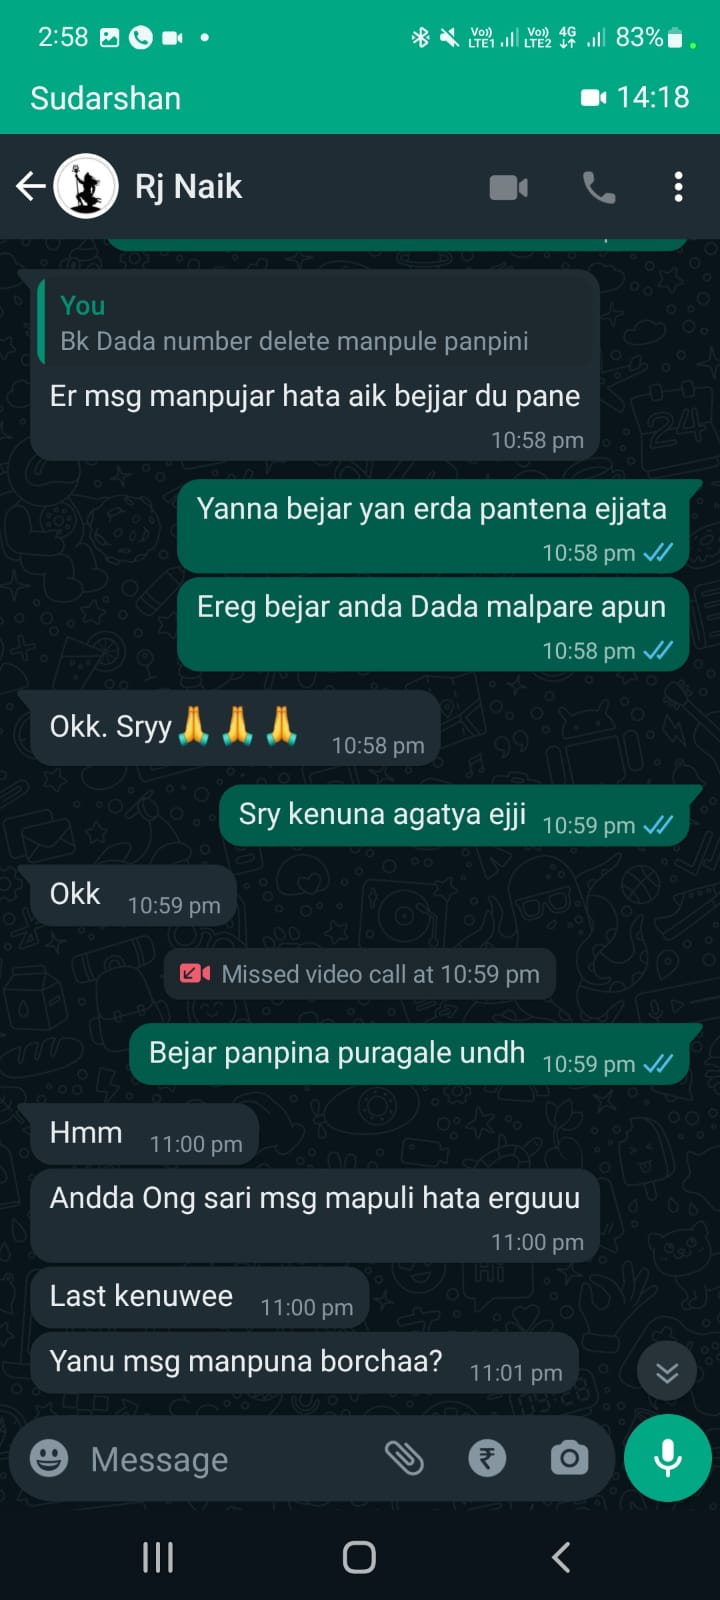 2:58
Vo)) LTE1 Vo)) LTE2 4G 83%
Sudarshan 14:18
Rj Naik
You
Bk Dada number delete manpule panpini
Er msg manpujar hata aik bejjar du pane
10:58 pm
Yanna bejar yan erda pantena ejjata
10:58 pm
Ereg bejar anda Dada malpare apun
10:58 pm
Okk. Sryy🙏🙏🙏 10:58 pm
Sry kenuna agatya ejji 10:59 pm
Okk 10:59 pm
Missed video call at 10:59 pm
Bejar panpina puragale undh 10:59 pm
Hmm 11:00 pm
Andda Ong sari msg mapuli hata erguuu
11:00 pm
Last kenuwee 11:00 pm
Yanu msg manpuna borchaa? 11:01 pm
Message ₹